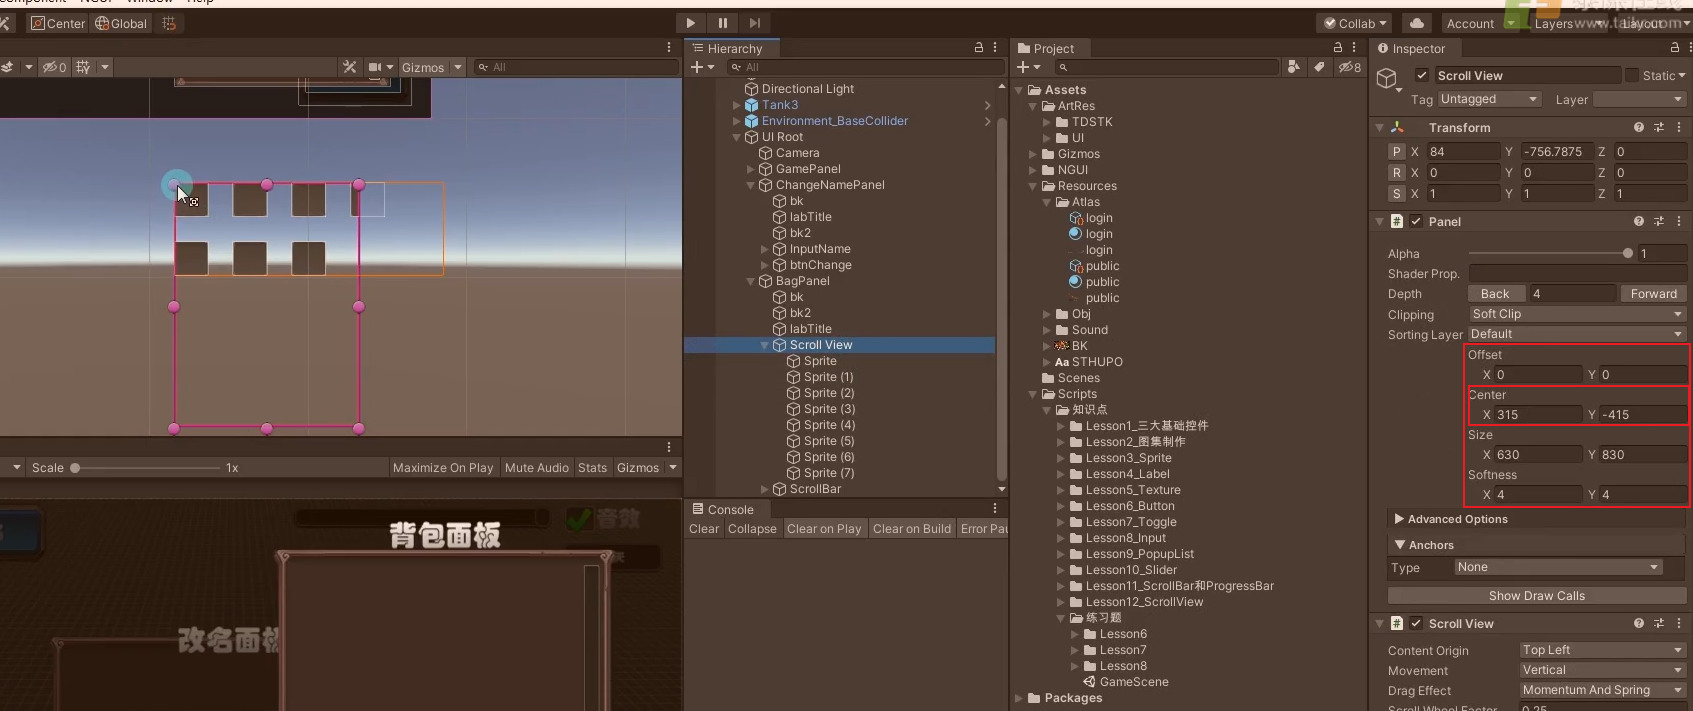 Window
Help
Center
Global
Collab
Account
Layers
Layout
www.taik
0
Gizmos
All
Hierarchy
All
Directional Light
Tank3
Environment_BaseCollider
UI Root
Camera
GamePanel
ChangeNamePanel
bk
labTitle
bk2
InputName
btnChange
BagPanel
bk
bk2
labTitle
Scroll View
Sprite
Sprite (1)
Sprite (2)
Sprite (3)
Sprite (4)
Sprite (5)
Sprite (6)
Sprite (7)
ScrollBar
Project
8
Assets
ArtRes
TDSTK
UI
Gizmos
NGUI
Resources
Atlas
login
login
login
public
public
public
Obj
Sound
BK
Aa STHUPO
Scenes
Scripts
知识点
Lesson1_三大基础控件
Lesson2_图集制作
Lesson3_Sprite
Lesson4_Label
Lesson5_Texture
Lesson6_Button
Lesson7_Toggle
Lesson8_Input
Lesson9_PopupList
Lesson10_Slider
Lesson11_ScrollBar和ProgressBar
Lesson12_ScrollView
练习题
Lesson6
Lesson7
Lesson8
GameScene
Packages
Inspector
Scroll View
Static
Tag Untagged Layer
Transform
P X 84 Y -756.7875 Z 0
R X 0 Y 0 Z 0
S X 1 Y 1 Z 1
Panel
Alpha 1
Shader Prop.
Depth Back 4 Forward
Clipping Soft Clip
Sorting Layer Default
Offset
X 0 Y 0
Center
X 315 Y -415
Size
X 630 Y 830
Softness
X 4 Y 4
Advanced Options
Anchors
Type None
Show Draw Calls
Scroll View
Content Origin Top Left
Movement Vertical
Drag Effect Momentum And Spring
Scroll Wheel Factor 0.25
Scale 1x Maximize On Play Mute Audio Stats Gizmos
音效
背包面板
改名面板
Console
Clear Collapse Clear on Play Clear on Build Error Pau